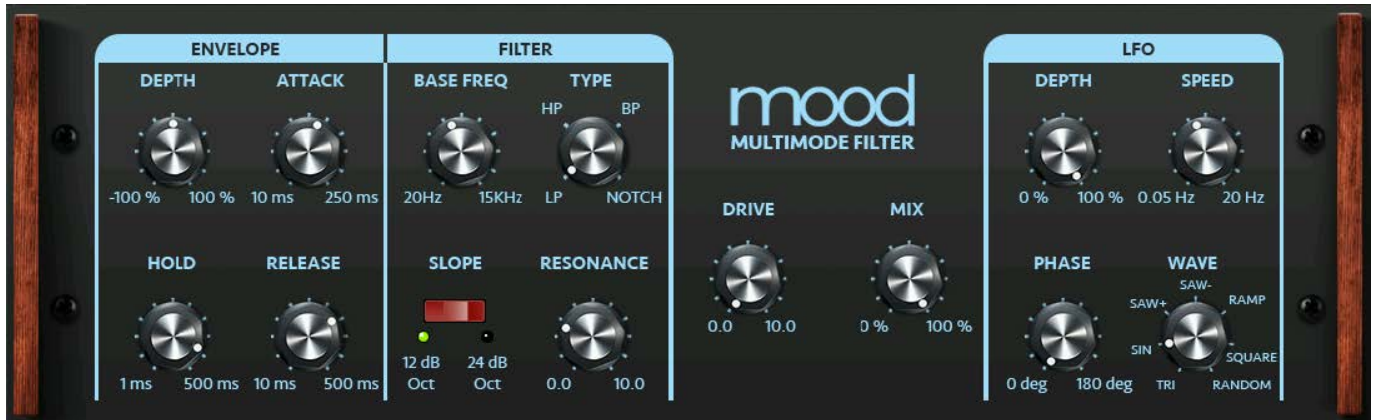 ENVELOPE
FILTER
LFO
DEPTH
ATTACK
BASE FREQ
TYPE
DEPTH
SPEED
HP
BP
mood
MULTIMODE FILTER
-100 %
100 %
10 ms
250 ms
20Hz
15KHz
LP
NOTCH
0 %
100 %
0.05 Hz
20 Hz
DRIVE
MIX
HOLD
RELEASE
SLOPE
RESONANCE
PHASE
WAVE
SAW-
SAW+
RAMP
0.0
10.0
0 %
100 %
SIN
SQUARE
12 dB
Oct
24 dB
Oct
1 ms
500 ms
10 ms
500 ms
0.0
10.0
0 deg
180 deg
TRI
RANDOM